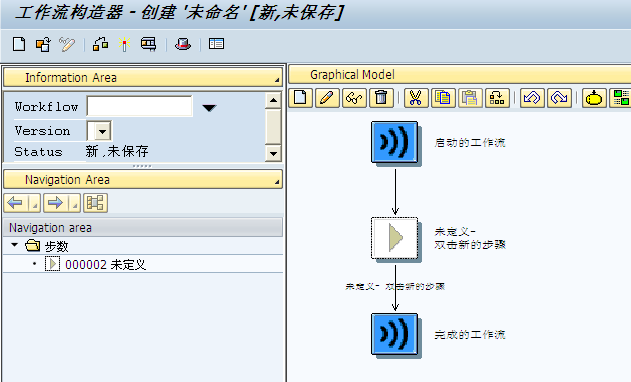 工作流构造器 - 创建 '未命名' [新,未保存]
Information Area
Workflow
Version
Status 新,未保存
Navigation Area
Navigation area
步数
000002 未定义
Graphical Model
启动的工作流
未定义-
双击新的步骤
未定义- 双击新的步骤
完成的工作流